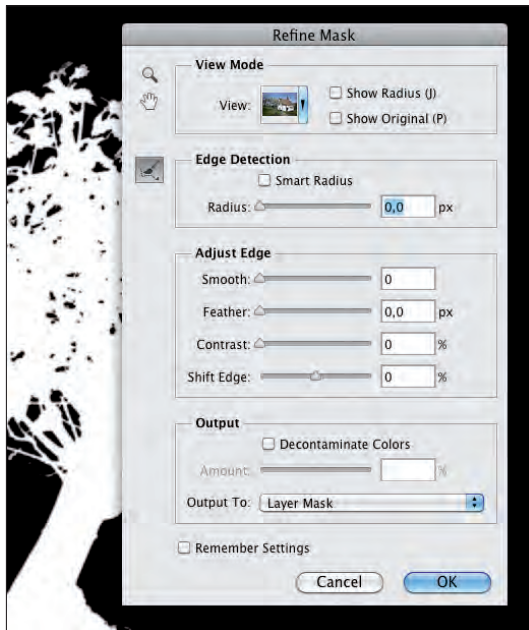 Refine Mask
View Mode
View:
Show Radius (J)
Show Original (P)
Edge Detection
Smart Radius
Radius: 0,0 px
Adjust Edge
Smooth: 0
Feather: 0,0 px
Contrast: 0 %
Shift Edge: 0 %
Output
Decontaminate Colors
Amount: %
Output To: Layer Mask
Remember Settings
Cancel OK